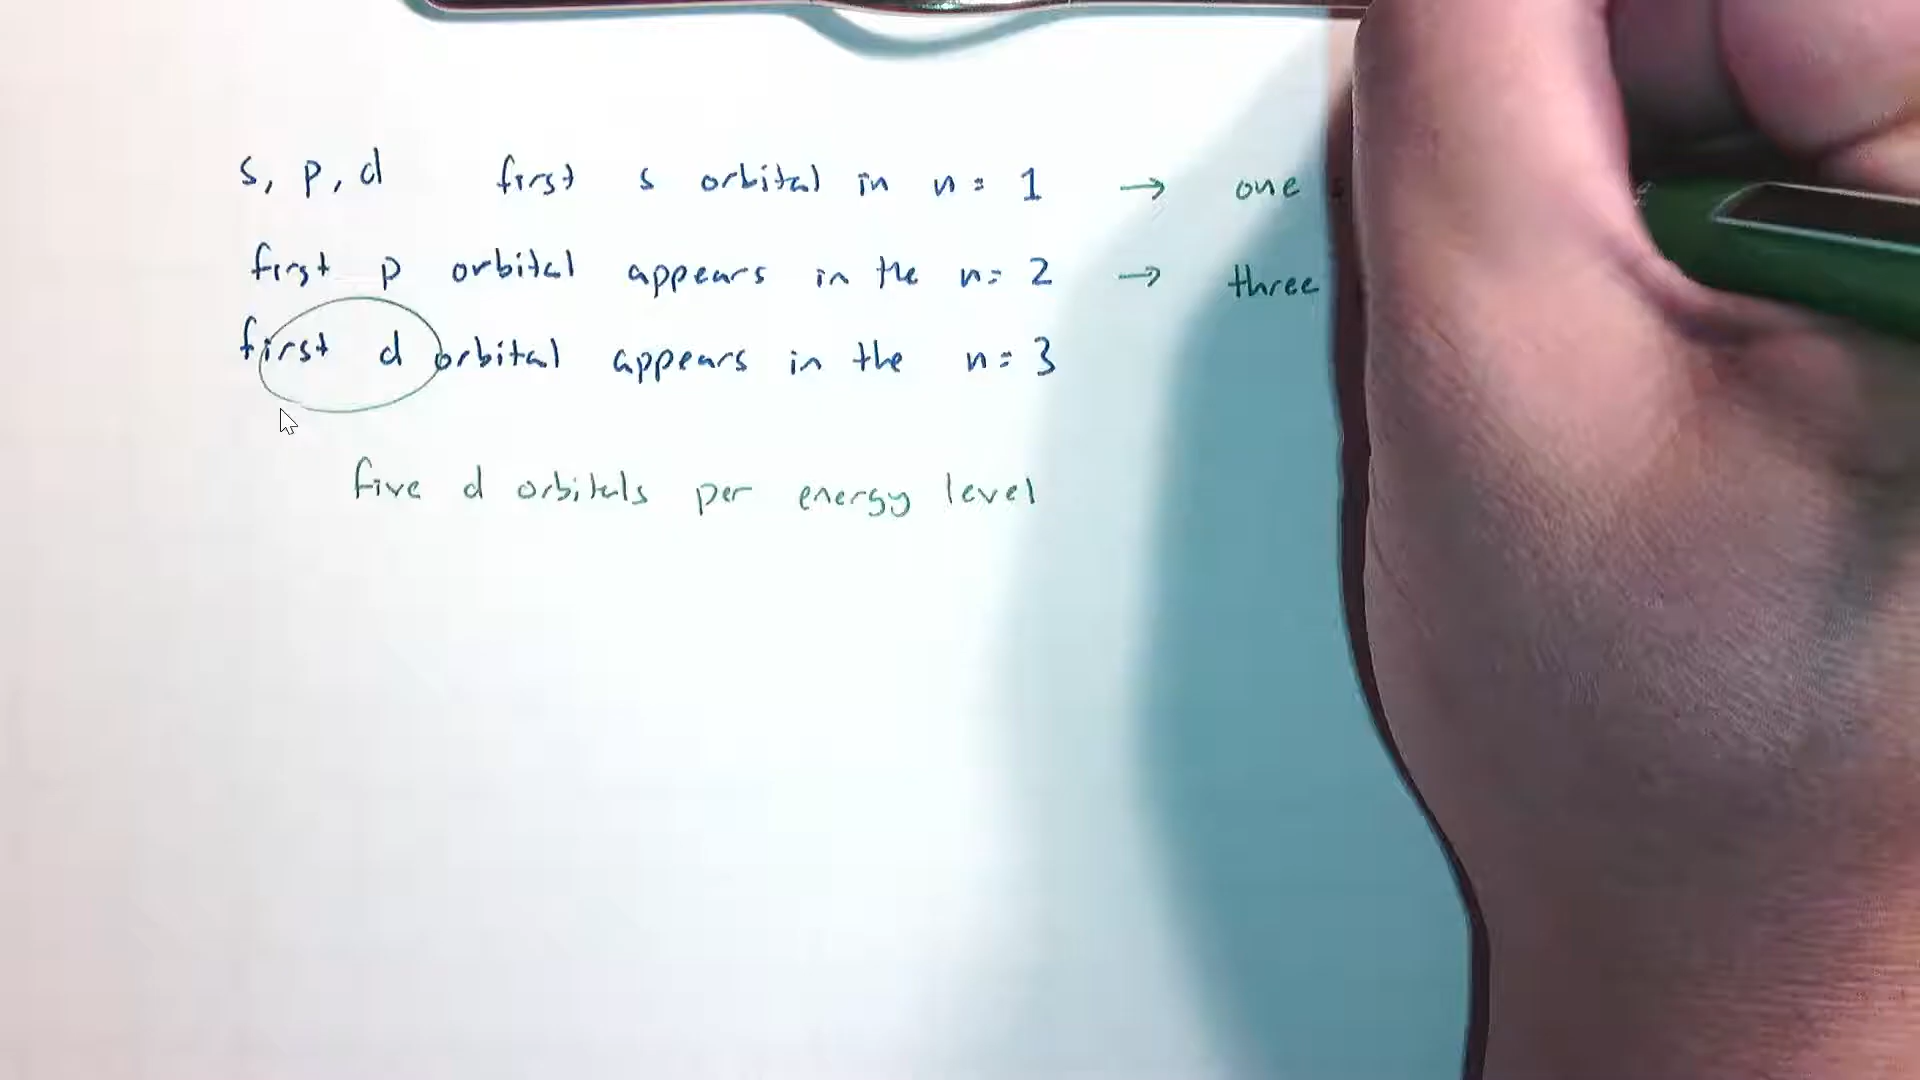 s, p, d first s orbital in n = 1 → one
first p orbital appears in the n = 2 → three
first d orbital appears in the n = 3
five d orbitals per energy level